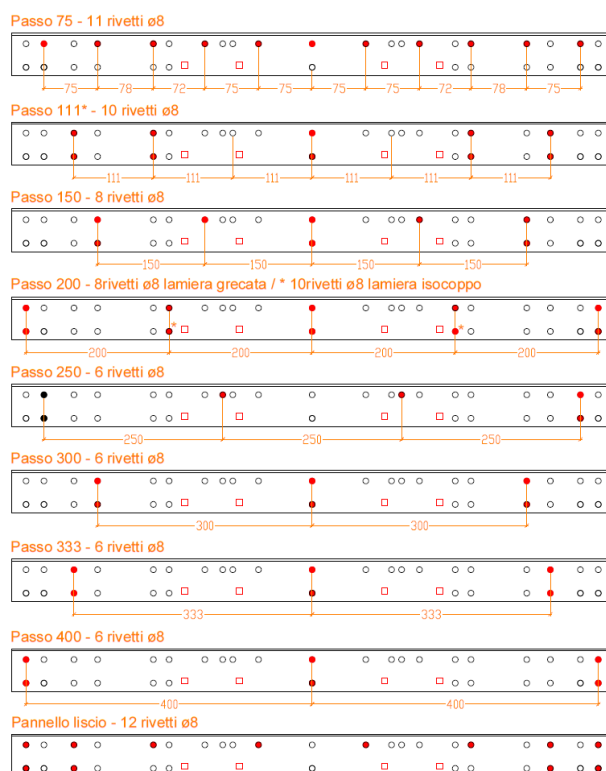 Passo 75 - 11 rivetti ø8
75 78 72 75 75 75 75 72 78 75
Passo 111* - 10 rivetti ø8
111 111 111 111 111 111
Passo 150 - 8 rivetti ø8
150 150 150 150
Passo 200 - 8rivetti ø8 lamiera grecata / * 10rivetti ø8 lamiera isocoppo
* *
200 200 200 200
Passo 250 - 6 rivetti ø8
250 250 250
Passo 300 - 6 rivetti ø8
300 300
Passo 333 - 6 rivetti ø8
333 333
Passo 400 - 6 rivetti ø8
400 400
Pannello liscio - 12 rivetti ø8